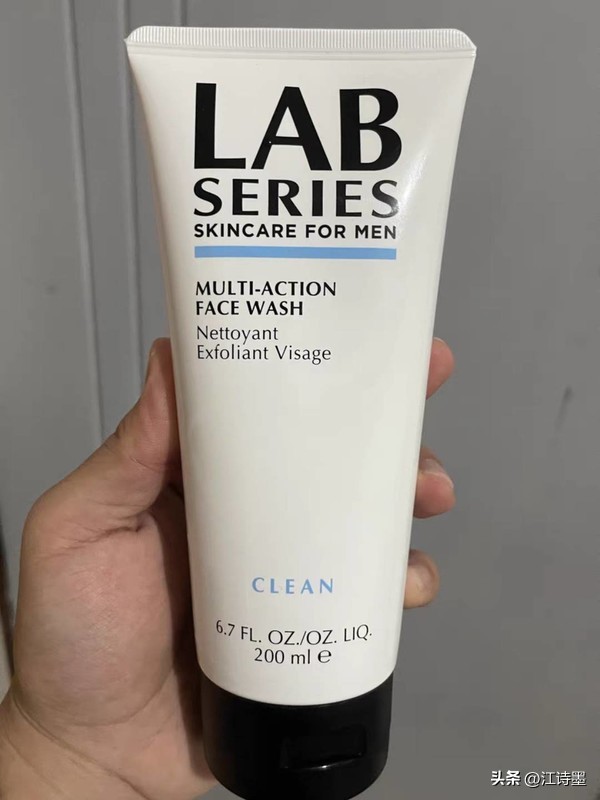 LAB
SERIES
SKINCARE FOR MEN
MULTI-ACTION
FACE WASH
Nettoyant
Exfoliant Visage
CLEAN
6.7 FL. OZ./OZ. LIQ.
200 ml ℮
头条 @江诗墨